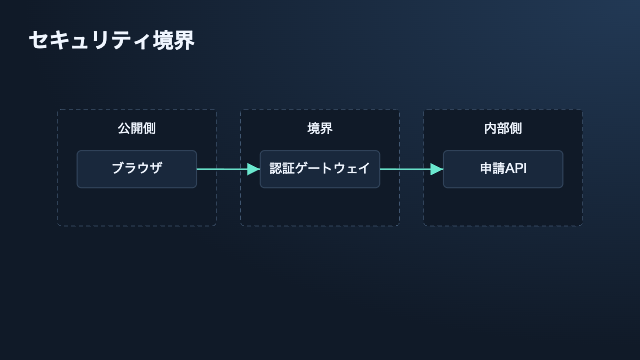 セキュリティ境界
公開側
境界
内部側
ブラウザ
認証ゲートウェイ
申請API